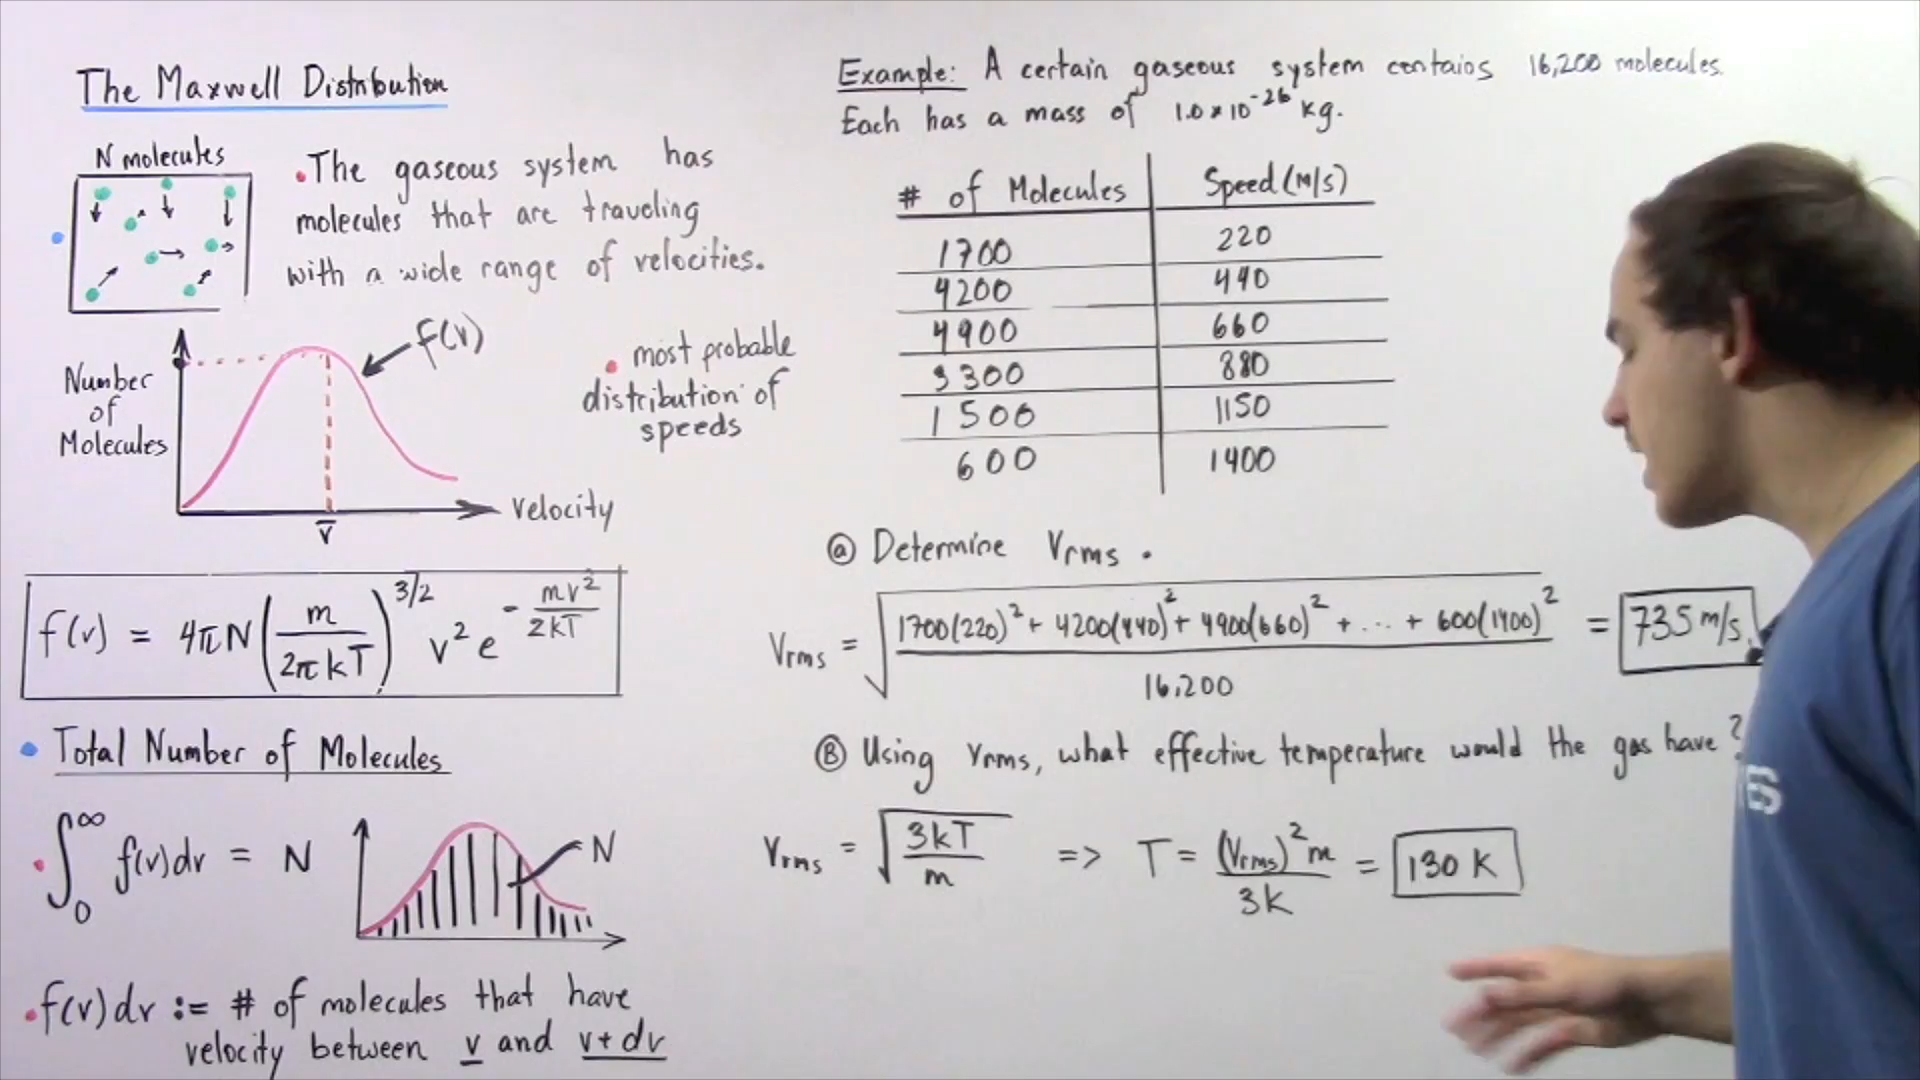 The Maxwell Distribution
N molecules
• The gaseous system has
molecules that are traveling
with a wide range of velocities.
f(v)
Number
of
Molecules
velocity
v̅
• most probable
distribution of
speeds
f(v) = 4πN(m/2πkT)^3/2 v² e^-mv²/2kT
• Total Number of Molecules
• ∫₀^∞ f(v)dv = N
N
• f(v)dv := # of molecules that have
velocity between v and v+dv
Example: A certain gaseous system contains 16,200 molecules.
Each has a mass of 1.0×10^-26 kg.
# of Molecules Speed (m/s)
1700 220
4200 440
4900 660
3300 880
1500 1150
600 1400
ⓐ Determine Vrms.
Vrms = √(1700(220)² + 4200(440)² + 4900(660)² + ... + 600(1400)² / 16,200) = 735 m/s.
Ⓑ Using Vrms, what effective temperature would the gas have?
Vrms = √(3kT/m) => T = (Vrms)²m/3k = 130 K
ES